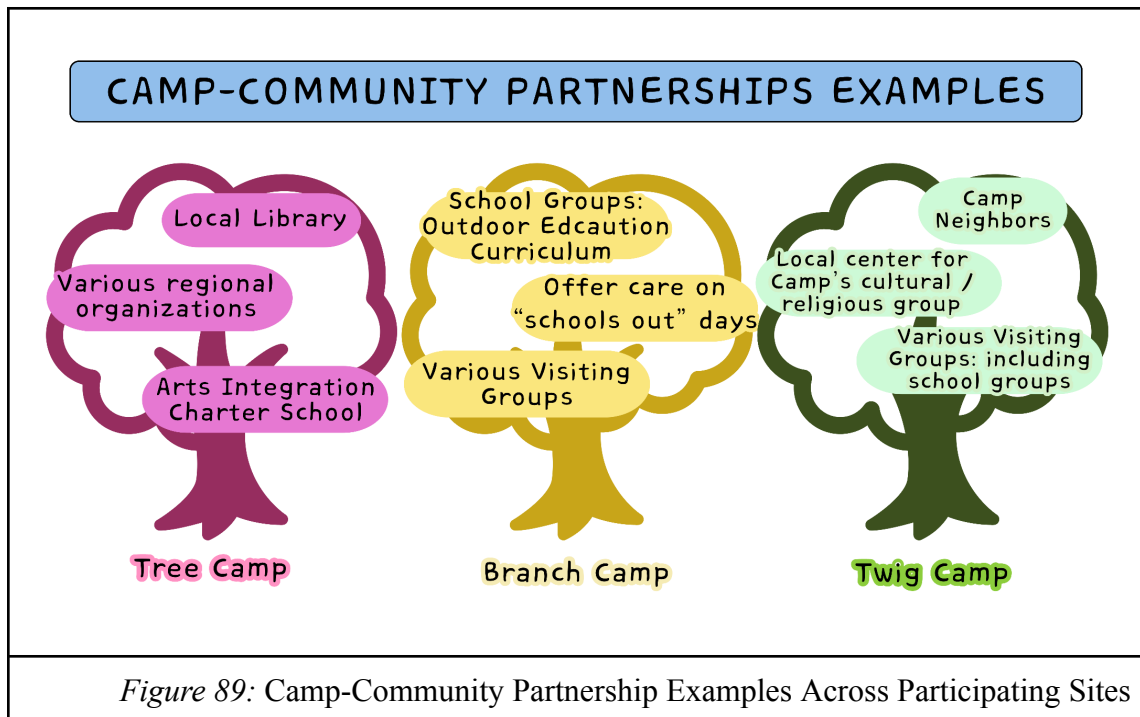 CAMP-COMMUNITY PARTNERSHIPS EXAMPLES
Local Library
Various regional
organizations
Arts Integration
Charter School
Tree Camp
School Groups:
Outdoor Edcaution
Curriculum
Offer care on
“schools out” days
Various Visiting
Groups
Branch Camp
Camp
Neighbors
Local center for
Camp's cultural /
religious group
Various Visiting
Groups: including
school groups
Twig Camp
Figure 89: Camp-Community Partnership Examples Across Participating Sites